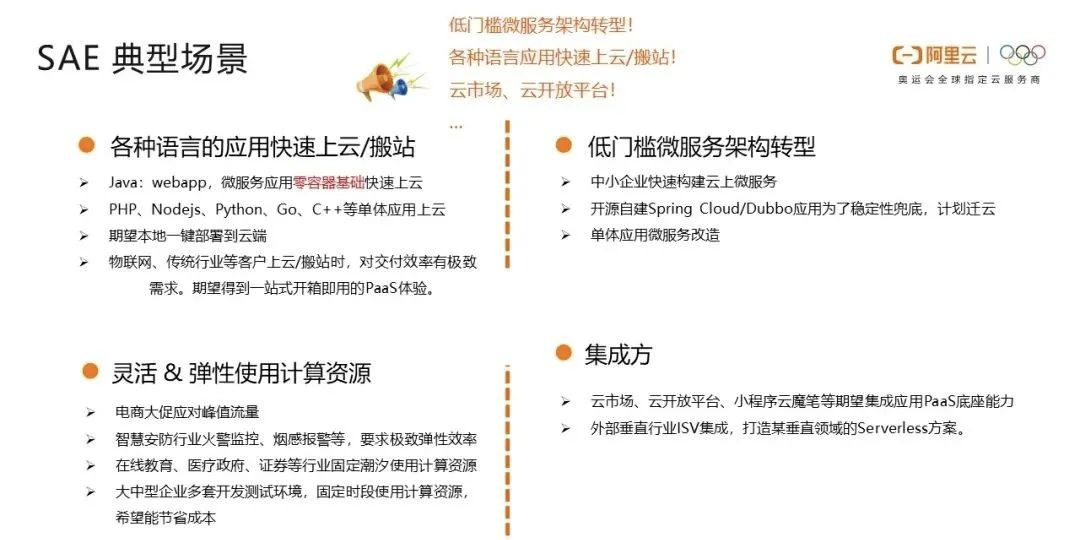 SAE 典型场景
低门槛微服务架构转型！
各种语言应用快速上云/搬站！
云市场、云开放平台！
...
阿里云
奥运会全球指定云服务商
各种语言的应用快速上云/搬站
Java：webapp，微服务应用零容器基础快速上云
PHP、Nodejs、Python、Go、C++等单体应用上云
期望本地一键部署到云端
物联网、传统行业等客户上云/搬站时，对交付效率有极致
需求。期望得到一站式开箱即用的PaaS体验。
低门槛微服务架构转型
中小企业快速构建云上微服务
开源自建Spring Cloud/Dubbo应用为了稳定性兜底，计划迁云
单体应用微服务改造
灵活 & 弹性使用计算资源
电商大促应对峰值流量
智慧安防行业火警监控、烟感报警等，要求极致弹性效率
在线教育、医疗政府、证券等行业固定潮汐使用计算资源
大中型企业多套开发测试环境，固定时段使用计算资源，
希望能节省成本
集成方
云市场、云开放平台、小程序云魔笔等期望集成应用PaaS底座能力
外部垂直行业ISV集成，打造某垂直领域的Serverless方案。